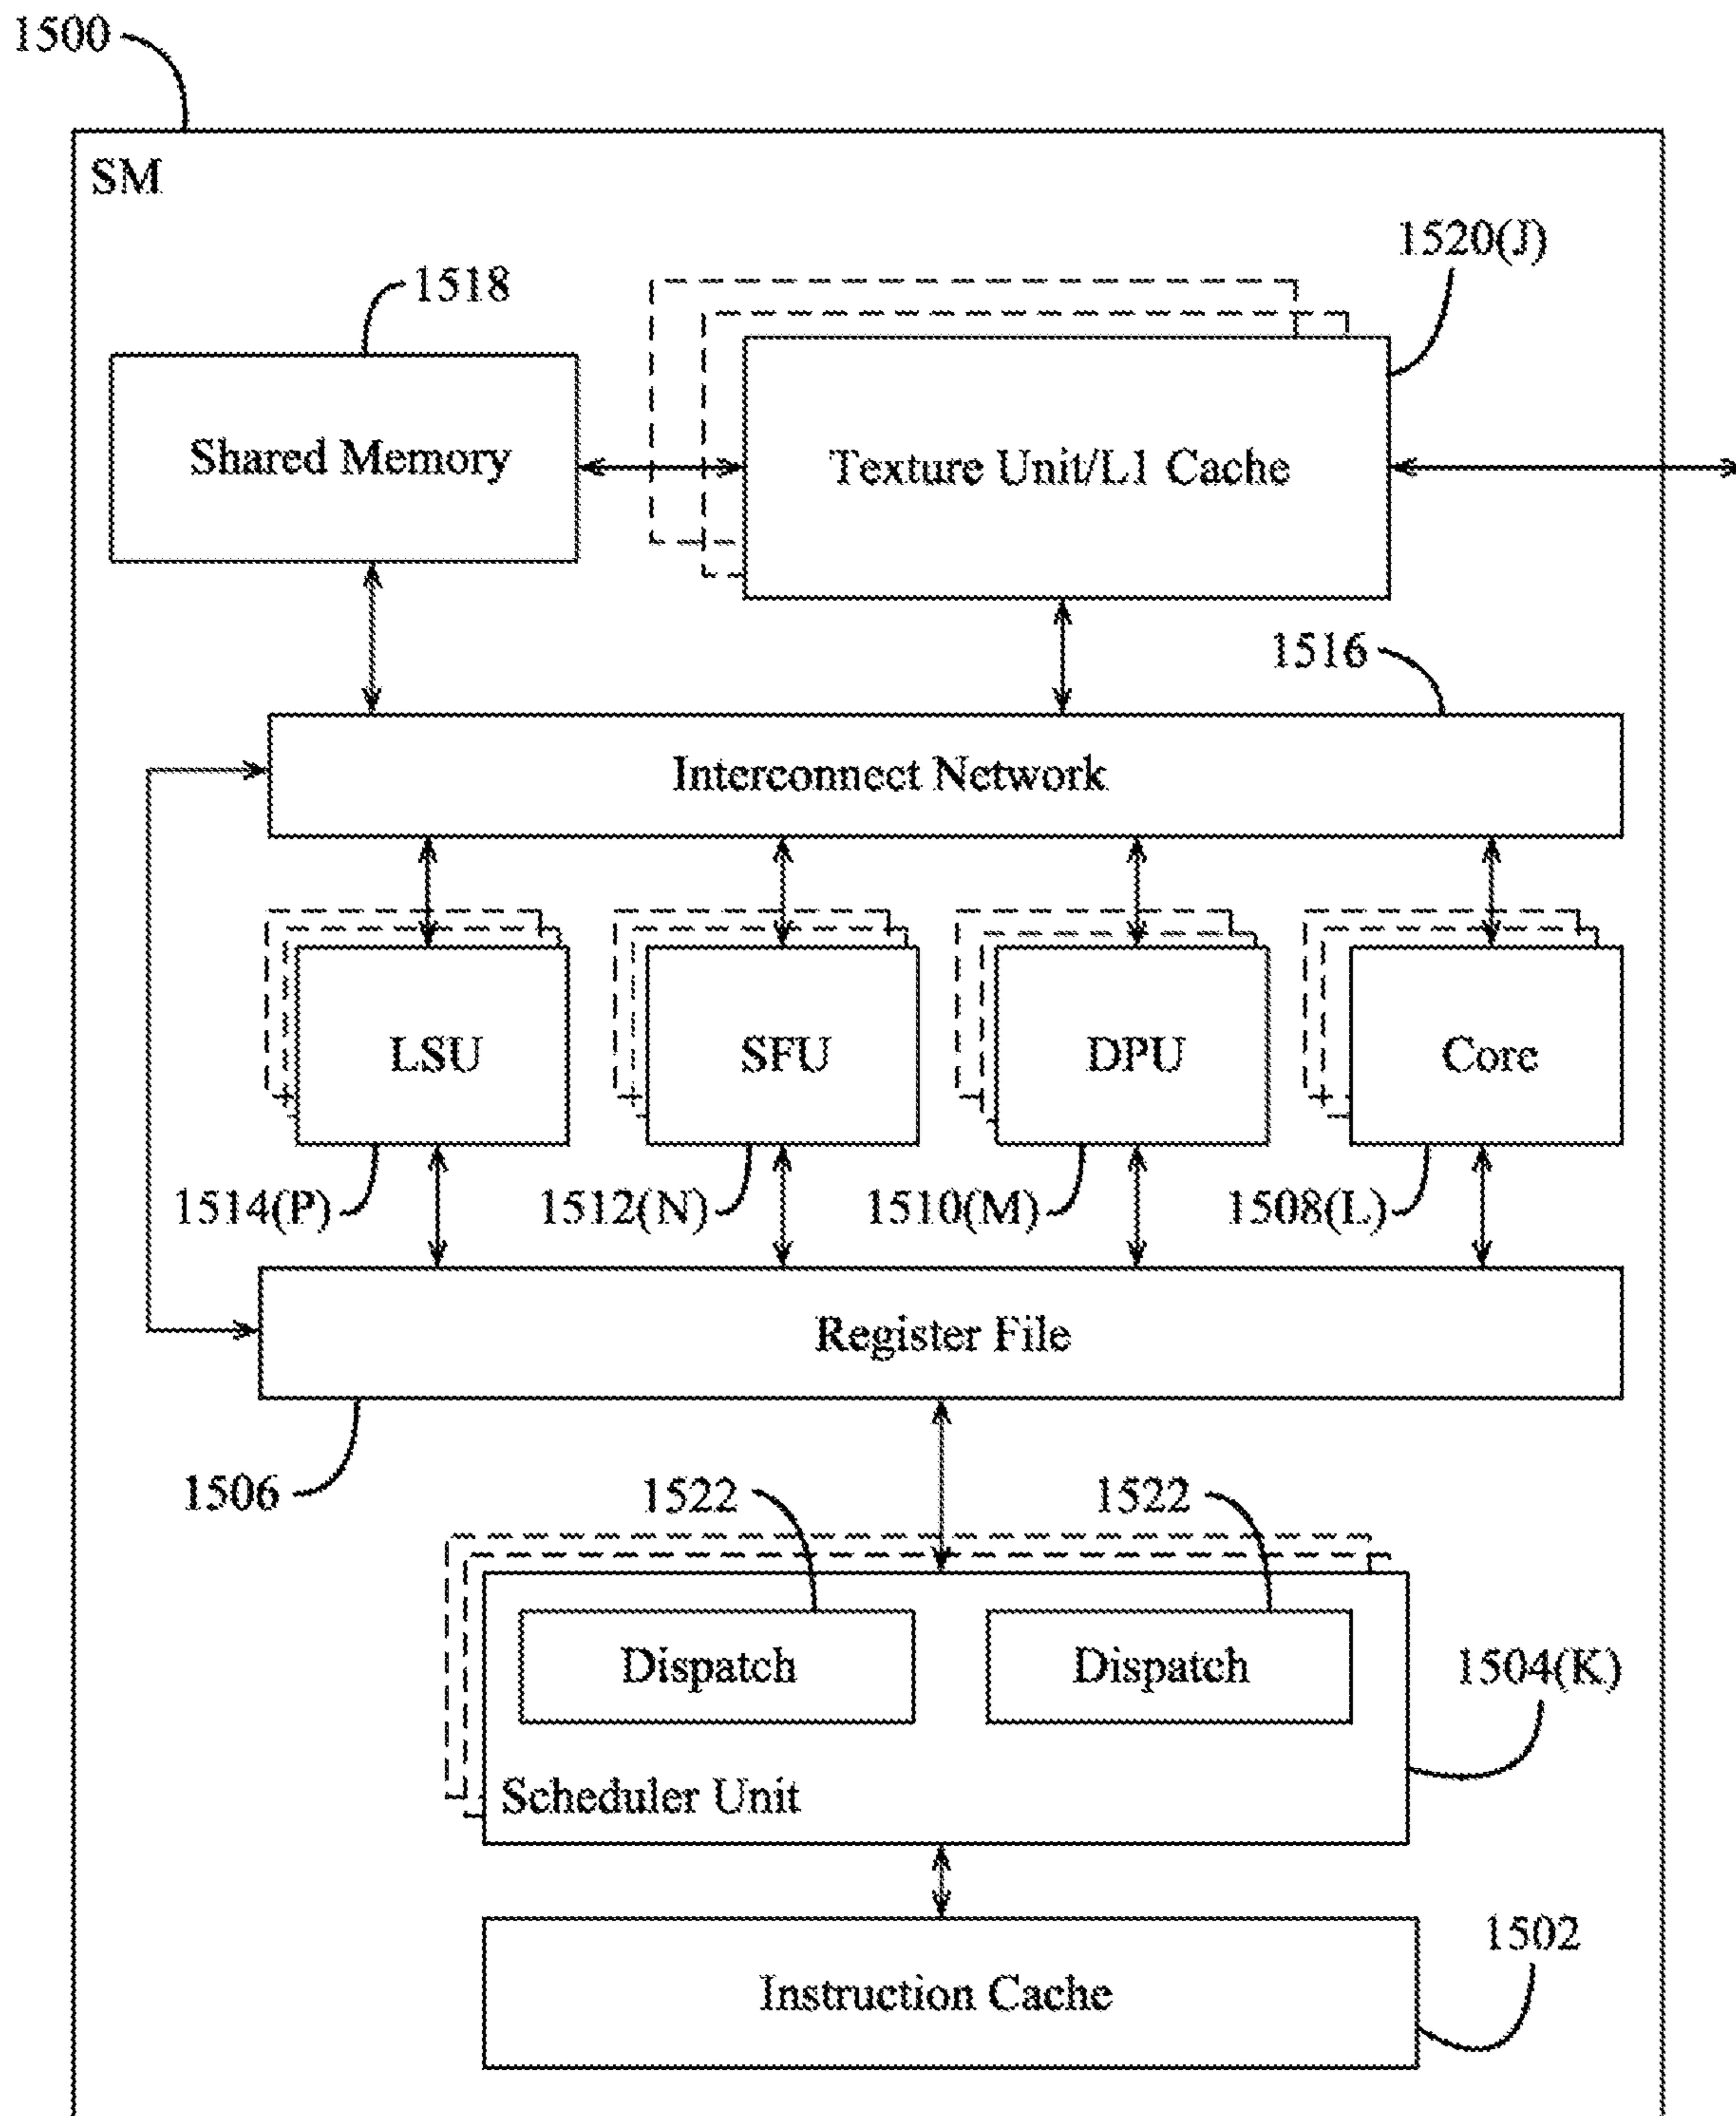 1500
SM
1520(J)
1518
Shared Memory
Texture Unit/L1 Cache
1516
Interconnect Network
LSU
SFU
DPU
Core
1514(P)
1512(N)
1510(M)
1508(L)
Register File
1506
1522
1522
Dispatch
Dispatch
1504(K)
Scheduler Unit
1502
Instruction Cache